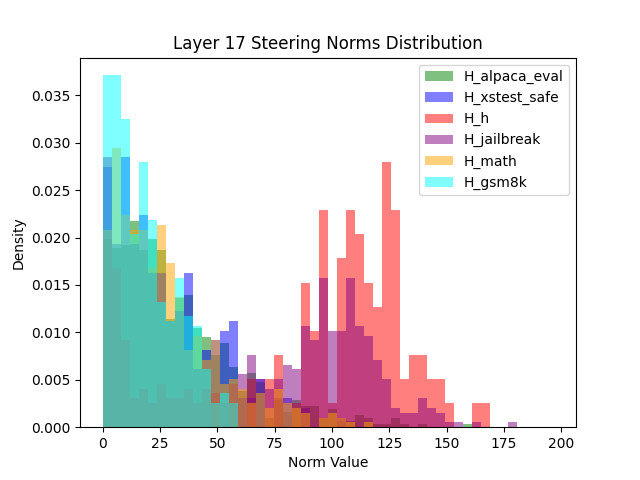 Layer 17 Steering Norms Distribution
H_alpaca_eval
H_xstest_safe
H_h
H_jailbreak
H_math
H_gsm8k
Density
0.035
0.030
0.025
0.020
0.015
0.010
0.005
0.000
0 25 50 75 100 125 150 175 200
Norm Value